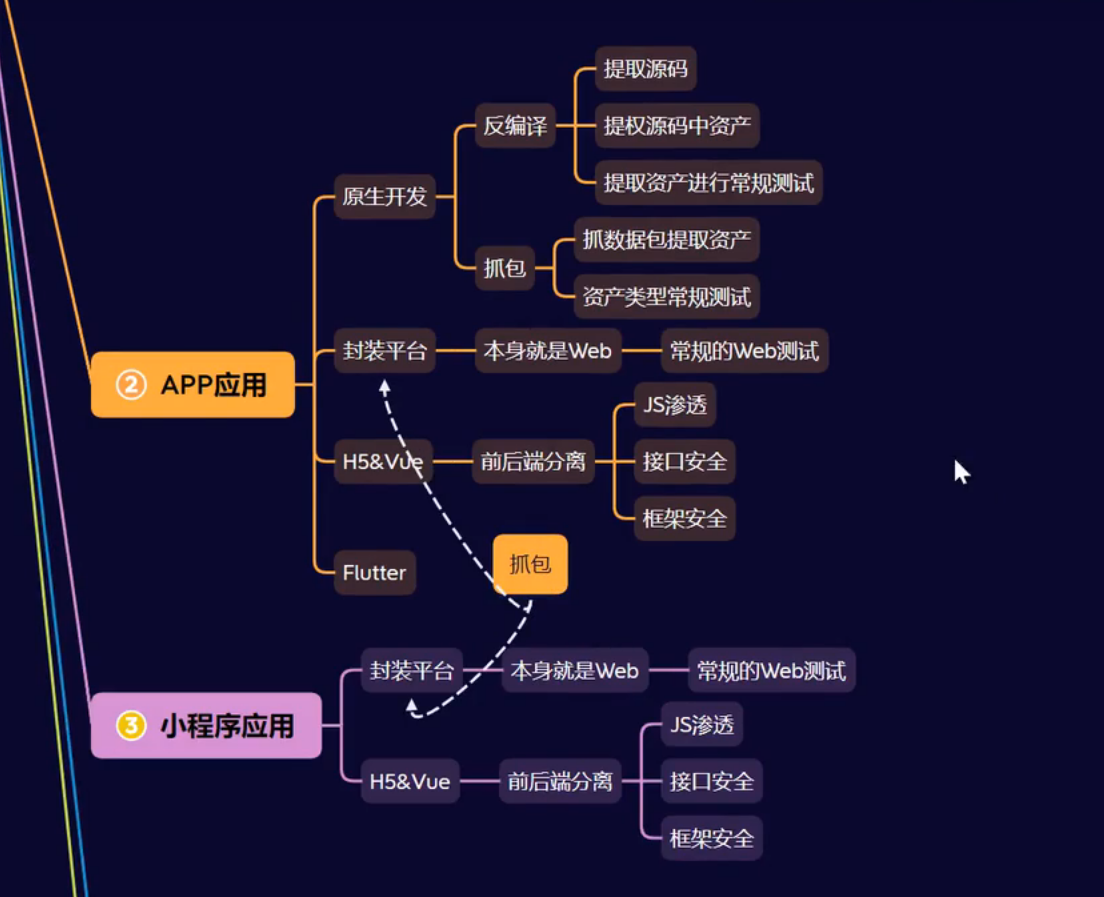 ② APP应用
原生开发
反编译
提取源码
提权源码中资产
提取资产进行常规测试
抓包
抓数据包提取资产
资产类型常规测试
封装平台
本身就是Web
常规的Web测试
H5&Vue
前后端分离
JS渗透
接口安全
框架安全
Flutter
抓包
③ 小程序应用
封装平台
本身就是Web
常规的Web测试
H5&Vue
前后端分离
JS渗透
接口安全
框架安全